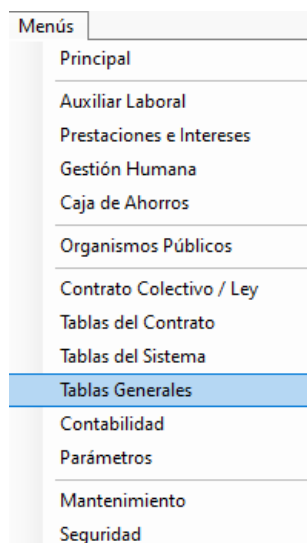 Menús
Principal
Auxiliar Laboral
Prestaciones e Intereses
Gestión Humana
Caja de Ahorros
Organismos Públicos
Contrato Colectivo / Ley
Tablas del Contrato
Tablas del Sistema
Tablas Generales
Contabilidad
Parámetros
Mantenimiento
Seguridad